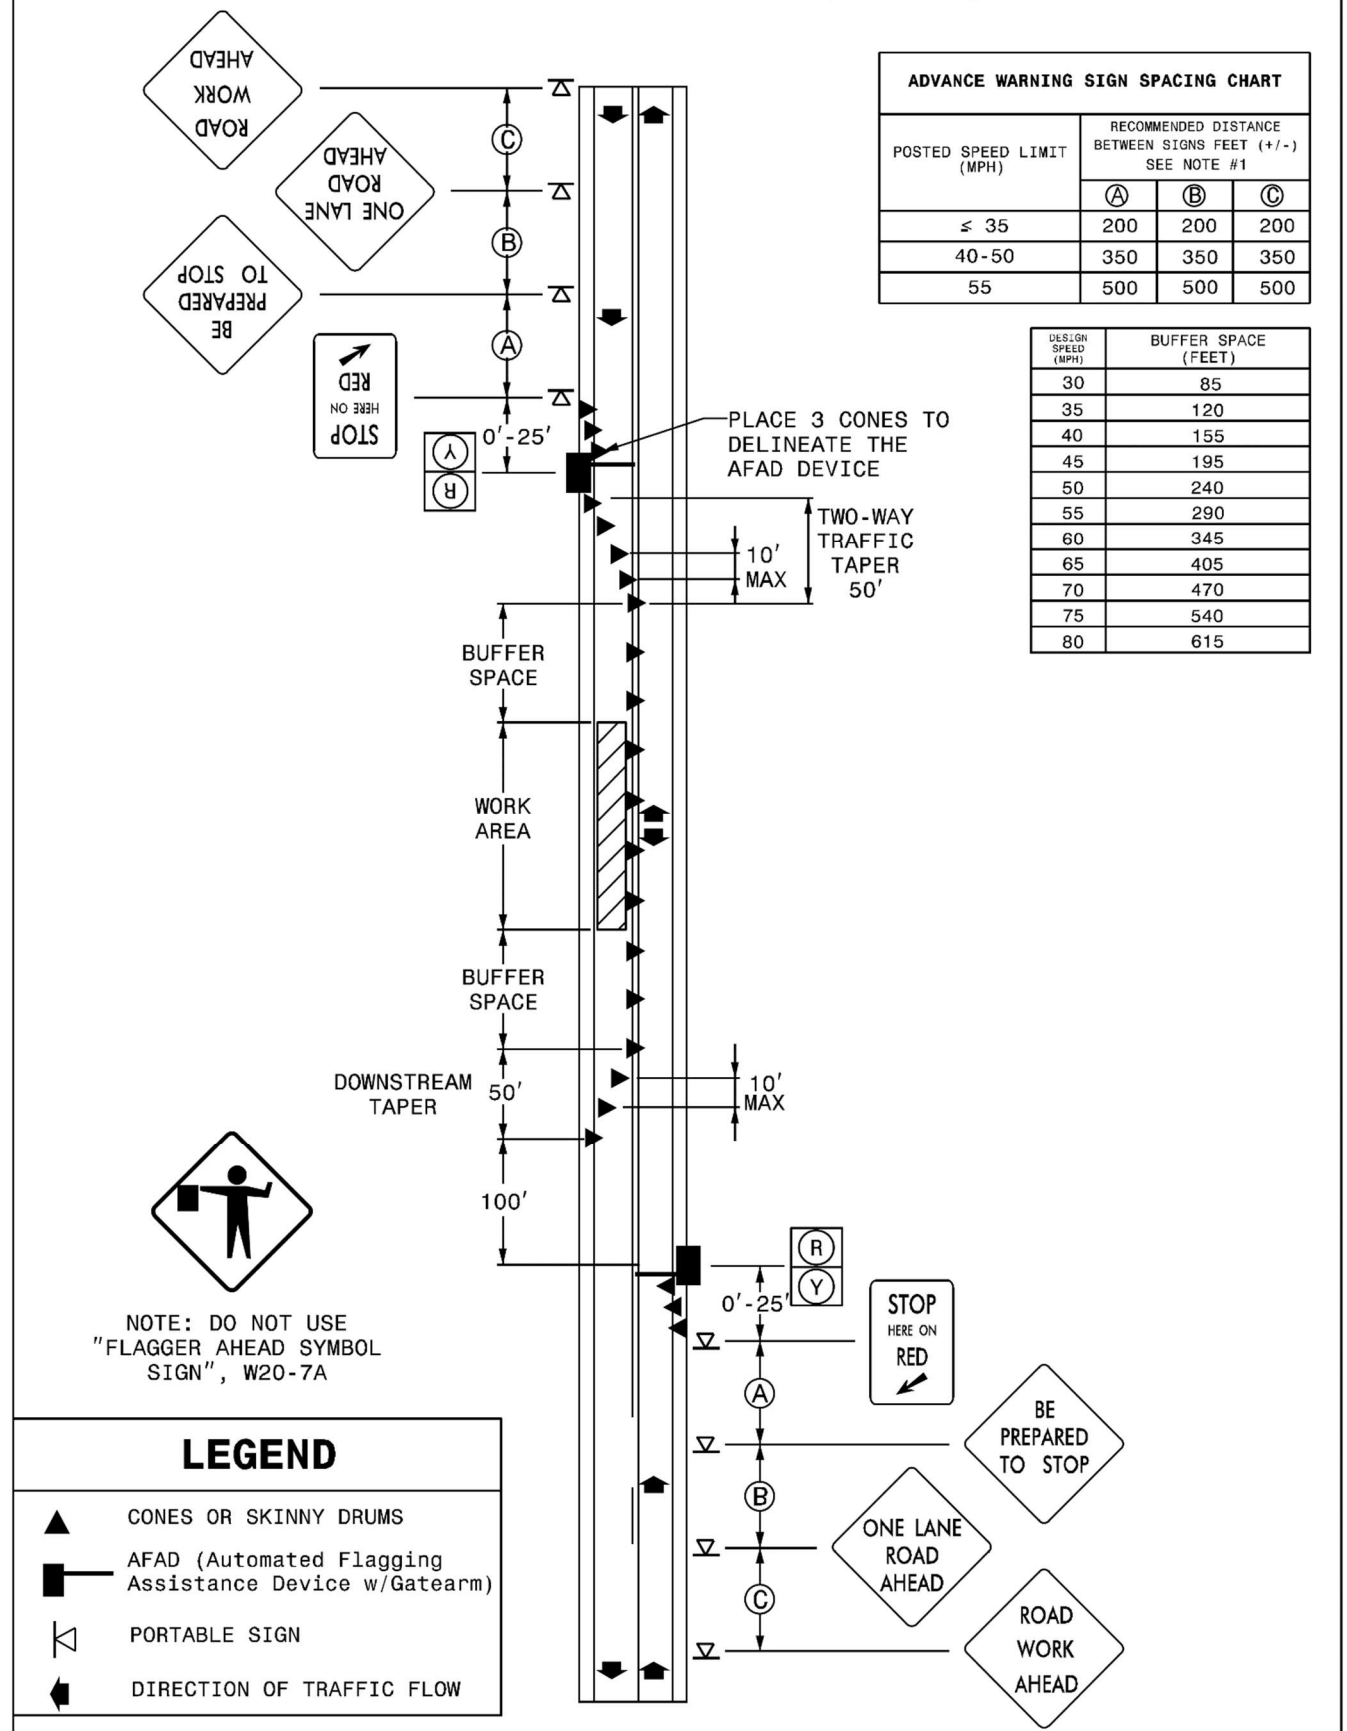 ROAD
WORK
AHEAD
ONE LANE
ROAD
AHEAD
BE
PREPARED
TO STOP
STOP
HERE ON
RED
C
B
A
0'-25'
Y
R
ADVANCE WARNING SIGN SPACING CHART
POSTED SPEED LIMIT
(MPH)
RECOMMENDED DISTANCE
BETWEEN SIGNS FEET (+/-)
SEE NOTE #1
A B C
≤ 35 200 200 200
40-50 350 350 350
55 500 500 500
DESIGN
SPEED
(MPH)
BUFFER SPACE
(FEET)
30 85
35 120
40 155
45 195
50 240
55 290
60 345
65 405
70 470
75 540
80 615
PLACE 3 CONES TO
DELINEATE THE
AFAD DEVICE
TWO-WAY
TRAFFIC
TAPER
50'
10'
MAX
BUFFER
SPACE
WORK
AREA
BUFFER
SPACE
DOWNSTREAM
TAPER
50'
10'
MAX
100'
R
Y
0'-25'
STOP
HERE ON
RED
A
B
C
BE
PREPARED
TO STOP
ONE LANE
ROAD
AHEAD
ROAD
WORK
AHEAD
NOTE: DO NOT USE
"FLAGGER AHEAD SYMBOL
SIGN", W20-7A
LEGEND
CONES OR SKINNY DRUMS
AFAD (Automated Flagging
Assistance Device w/Gatearm)
PORTABLE SIGN
DIRECTION OF TRAFFIC FLOW